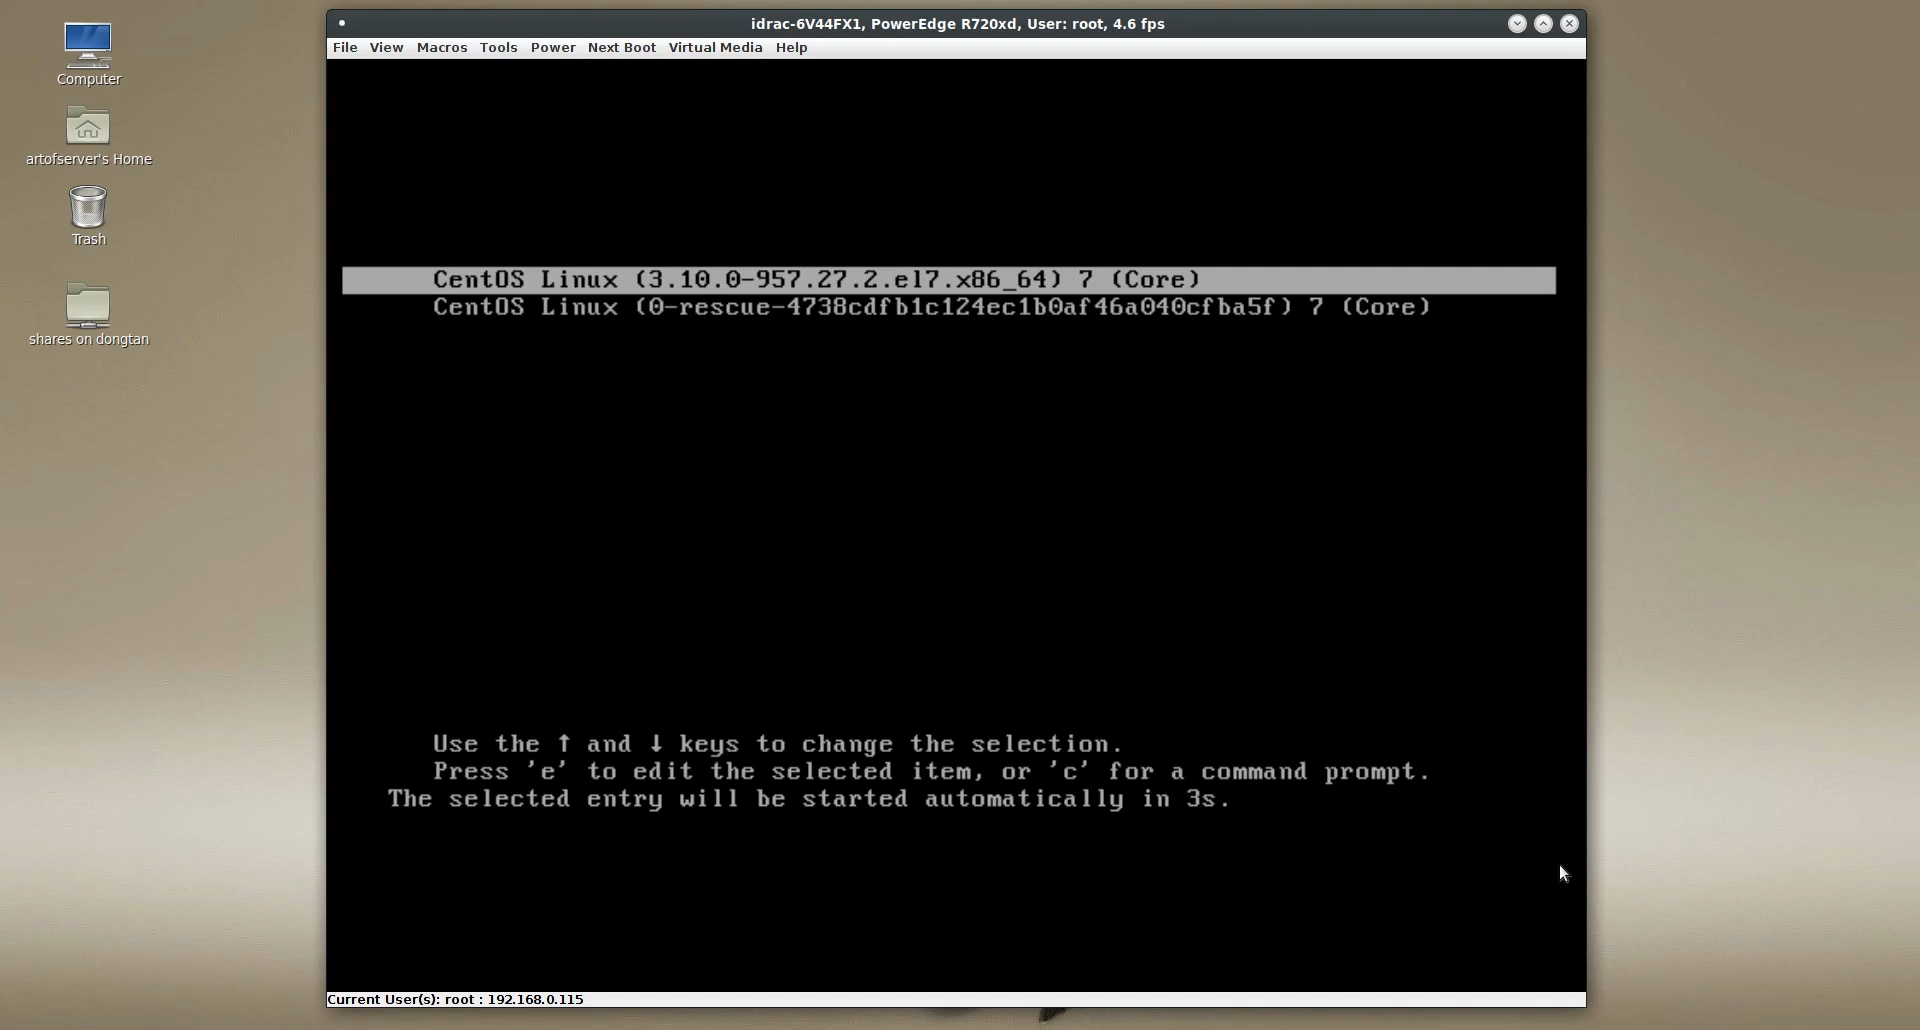 Computer
artofserver's Home
Trash
shares on dongtan
idrac-6V44FX1, PowerEdge R720xd, User: root, 4.6 fps
File View Macros Tools Power Next Boot Virtual Media Help
CentOS Linux (3.10.0-957.27.2.el7.x86_64) 7 (Core)
CentOS Linux (0-rescue-4738cdfb1c124ec1b0af46a040cfba5f) 7 (Core)
Use the ↑ and ↓ keys to change the selection.
Press 'e' to edit the selected item, or 'c' for a command prompt.
The selected entry will be started automatically in 3s.
Current User(s): root : 192.168.0.115